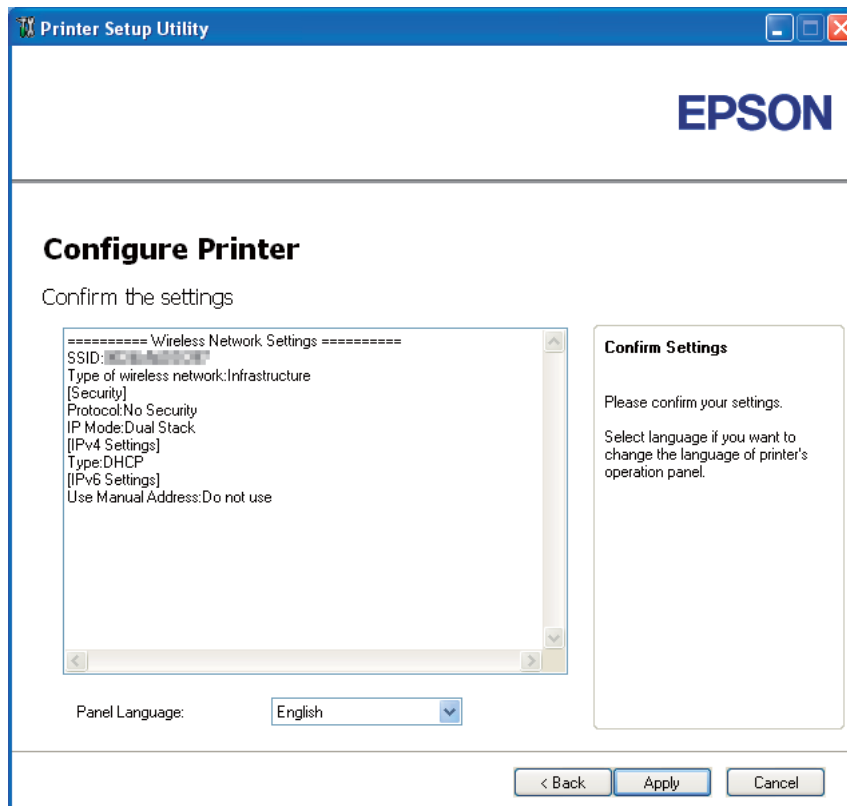 Printer Setup Utility
EPSON
Configure Printer
Confirm the settings
========== Wireless Network Settings ==========
SSID:
Type of wireless network:Infrastructure
[Security]
Protocol:No Security
IP Mode:Dual Stack
[IPv4 Settings]
Type:DHCP
[IPv6 Settings]
Use Manual Address:Do not use
Confirm Settings
Please confirm your settings.
Select language if you want to
change the language of printer's
operation panel.
Panel Language:
English
< Back
Apply
Cancel